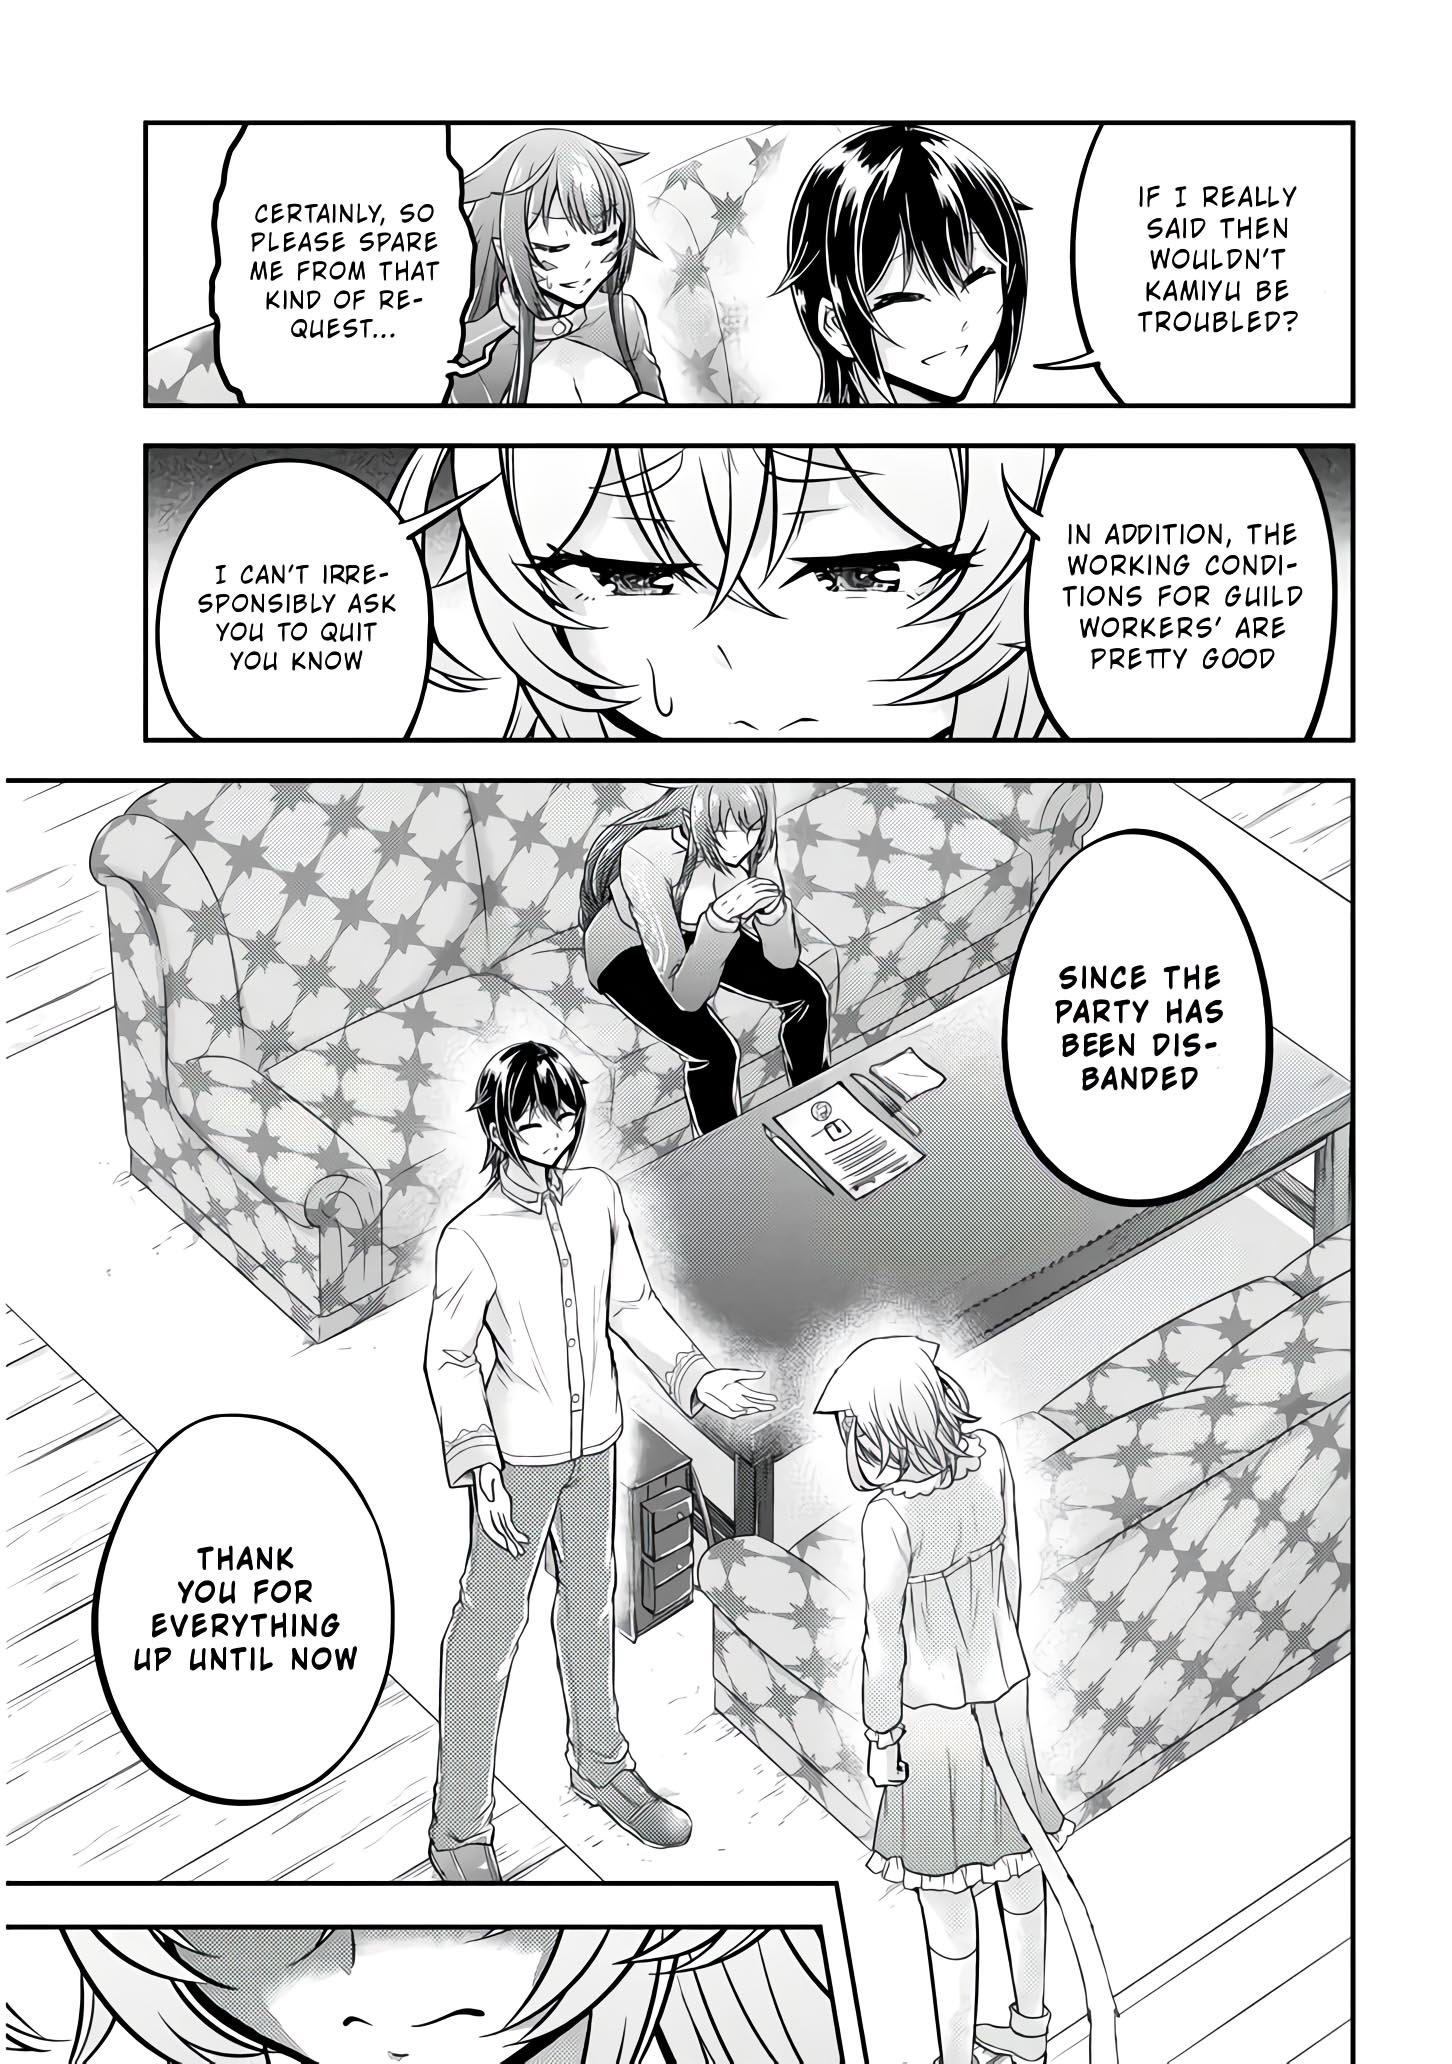 IF I REALLY
SAID THEN
WOULDN'T
KAMIYU BE
TROUBLED?
CERTAINLY, SO
PLEASE SPARE
ME FROM THAT
KIND OF RE-
QUEST...
IN ADDITION, THE
WORKING CONDI-
TIONS FOR GUILD
WORKERS' ARE
PRETTY GOOD
I CAN'T IRRE-
SPONSIBLY ASK
YOU TO QUIT
YOU KNOW
SINCE THE
PARTY HAS
BEEN DIS-
BANDED
THANK
YOU FOR
EVERYTHING
UP UNTIL NOW